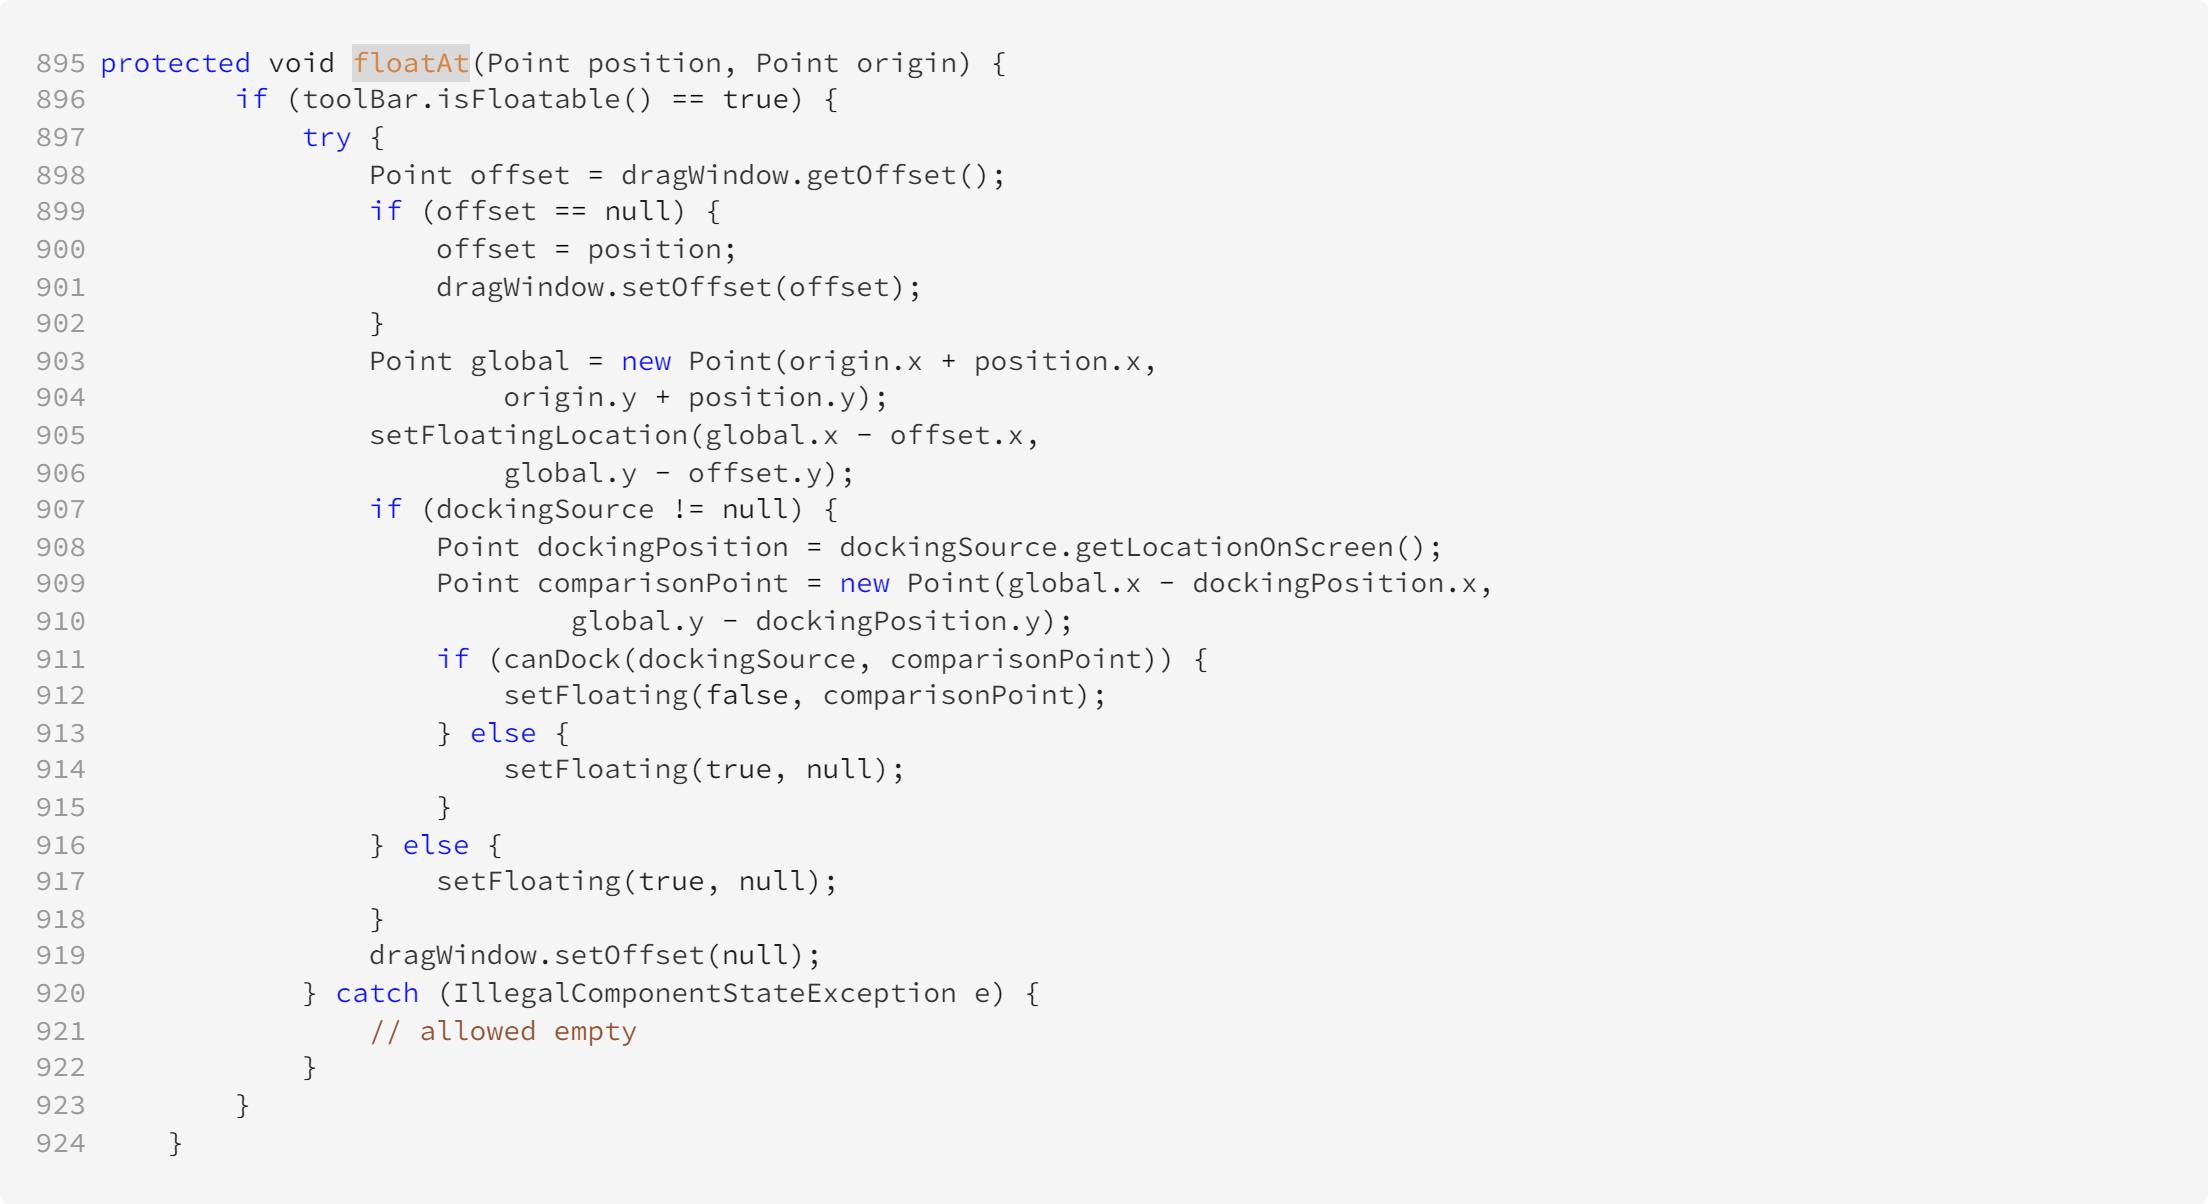 895 protected void floatAt(Point position, Point origin) {
896         if (toolBar.isFloatable() == true) {
897             try {
898                 Point offset = dragWindow.getOffset();
899                 if (offset == null) {
900                     offset = position;
901                     dragWindow.setOffset(offset);
902                 }
903                 Point global = new Point(origin.x + position.x,
904                         origin.y + position.y);
905                 setFloatingLocation(global.x - offset.x,
906                         global.y - offset.y);
907                 if (dockingSource != null) {
908                     Point dockingPosition = dockingSource.getLocationOnScreen();
909                     Point comparisonPoint = new Point(global.x - dockingPosition.x,
910                             global.y - dockingPosition.y);
911                     if (canDock(dockingSource, comparisonPoint)) {
912                         setFloating(false, comparisonPoint);
913                     } else {
914                         setFloating(true, null);
915                     }
916                 } else {
917                     setFloating(true, null);
918                 }
919                 dragWindow.setOffset(null);
920             } catch (IllegalComponentStateException e) {
921                 // allowed empty
922             }
923         }
924     }